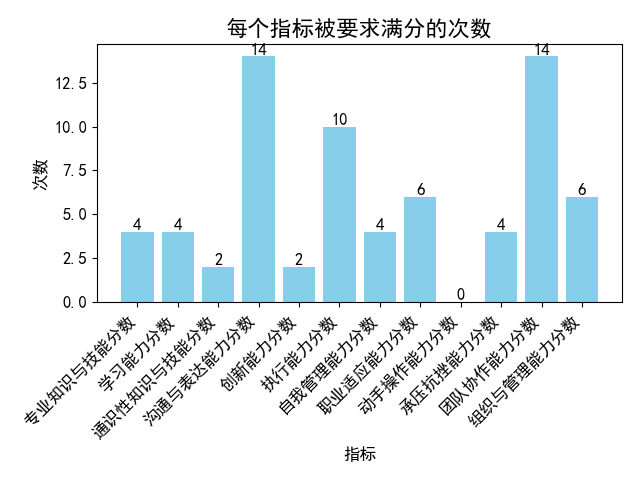 每个指标被要求满分的次数
次数
12.5
10.0
7.5
5.0
2.5
0.0
4
4
2
14
2
10
4
6
0
4
14
6
专业知识与技能分数
学习能力分数
通识性知识与技能分数
沟通与表达能力分数
创新能力分数
执行能力分数
自我管理能力分数
职业适应能力分数
动手操作能力分数
承压抗挫能力分数
团队协作能力分数
组织与管理能力分数
指标